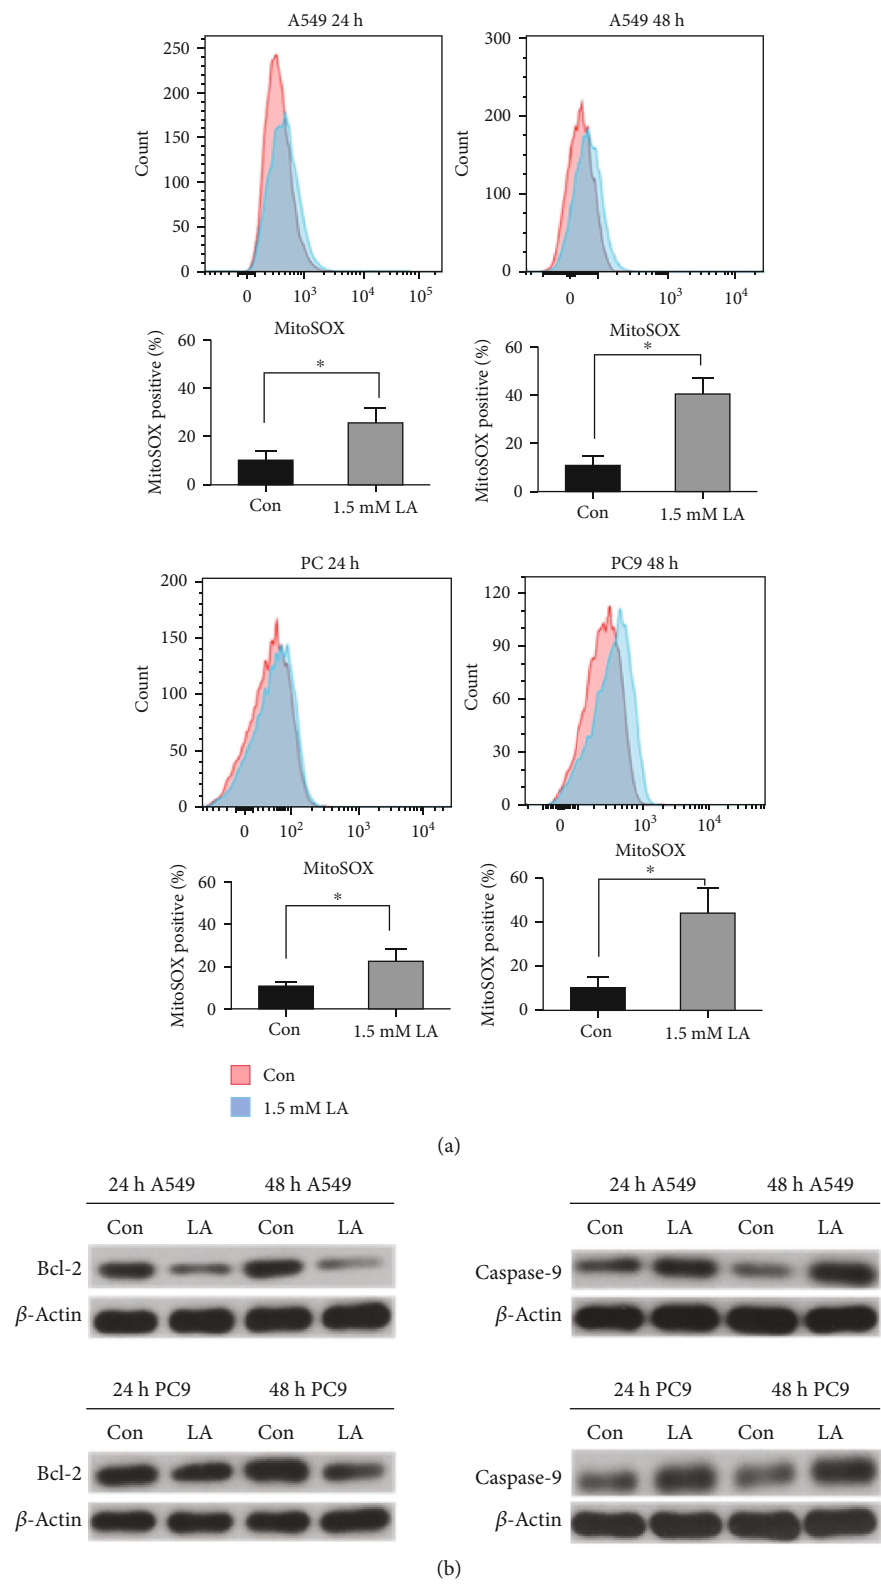 A549 24 h
A549 48 h
250
200
150
100
50
0
Count
0 10³ 10⁴ 10⁵
MitoSOX
300
200
100
0
Count
0 10³ 10⁴
MitoSOX
60
40
20
0
MitoSOX positive (%)
*
Con 1.5 mM LA
60
40
20
0
MitoSOX positive (%)
*
Con 1.5 mM LA
PC 24 h
PC9 48 h
200
150
100
50
0
Count
0 10² 10³ 10⁴
MitoSOX
120
90
60
30
0
Count
0 10³ 10⁴
MitoSOX
60
40
20
0
MitoSOX positive (%)
*
Con 1.5 mM LA
60
40
20
0
MitoSOX positive (%)
*
Con 1.5 mM LA
Con
1.5 mM LA
(a)
24 h A549 48 h A549
Con LA Con LA
Bcl-2
β-Actin
24 h A549 48 h A549
Con LA Con LA
Caspase-9
β-Actin
24 h PC9 48 h PC9
Con LA Con LA
Bcl-2
β-Actin
24 h PC9 48 h PC9
Con LA Con LA
Caspase-9
β-Actin
(b)